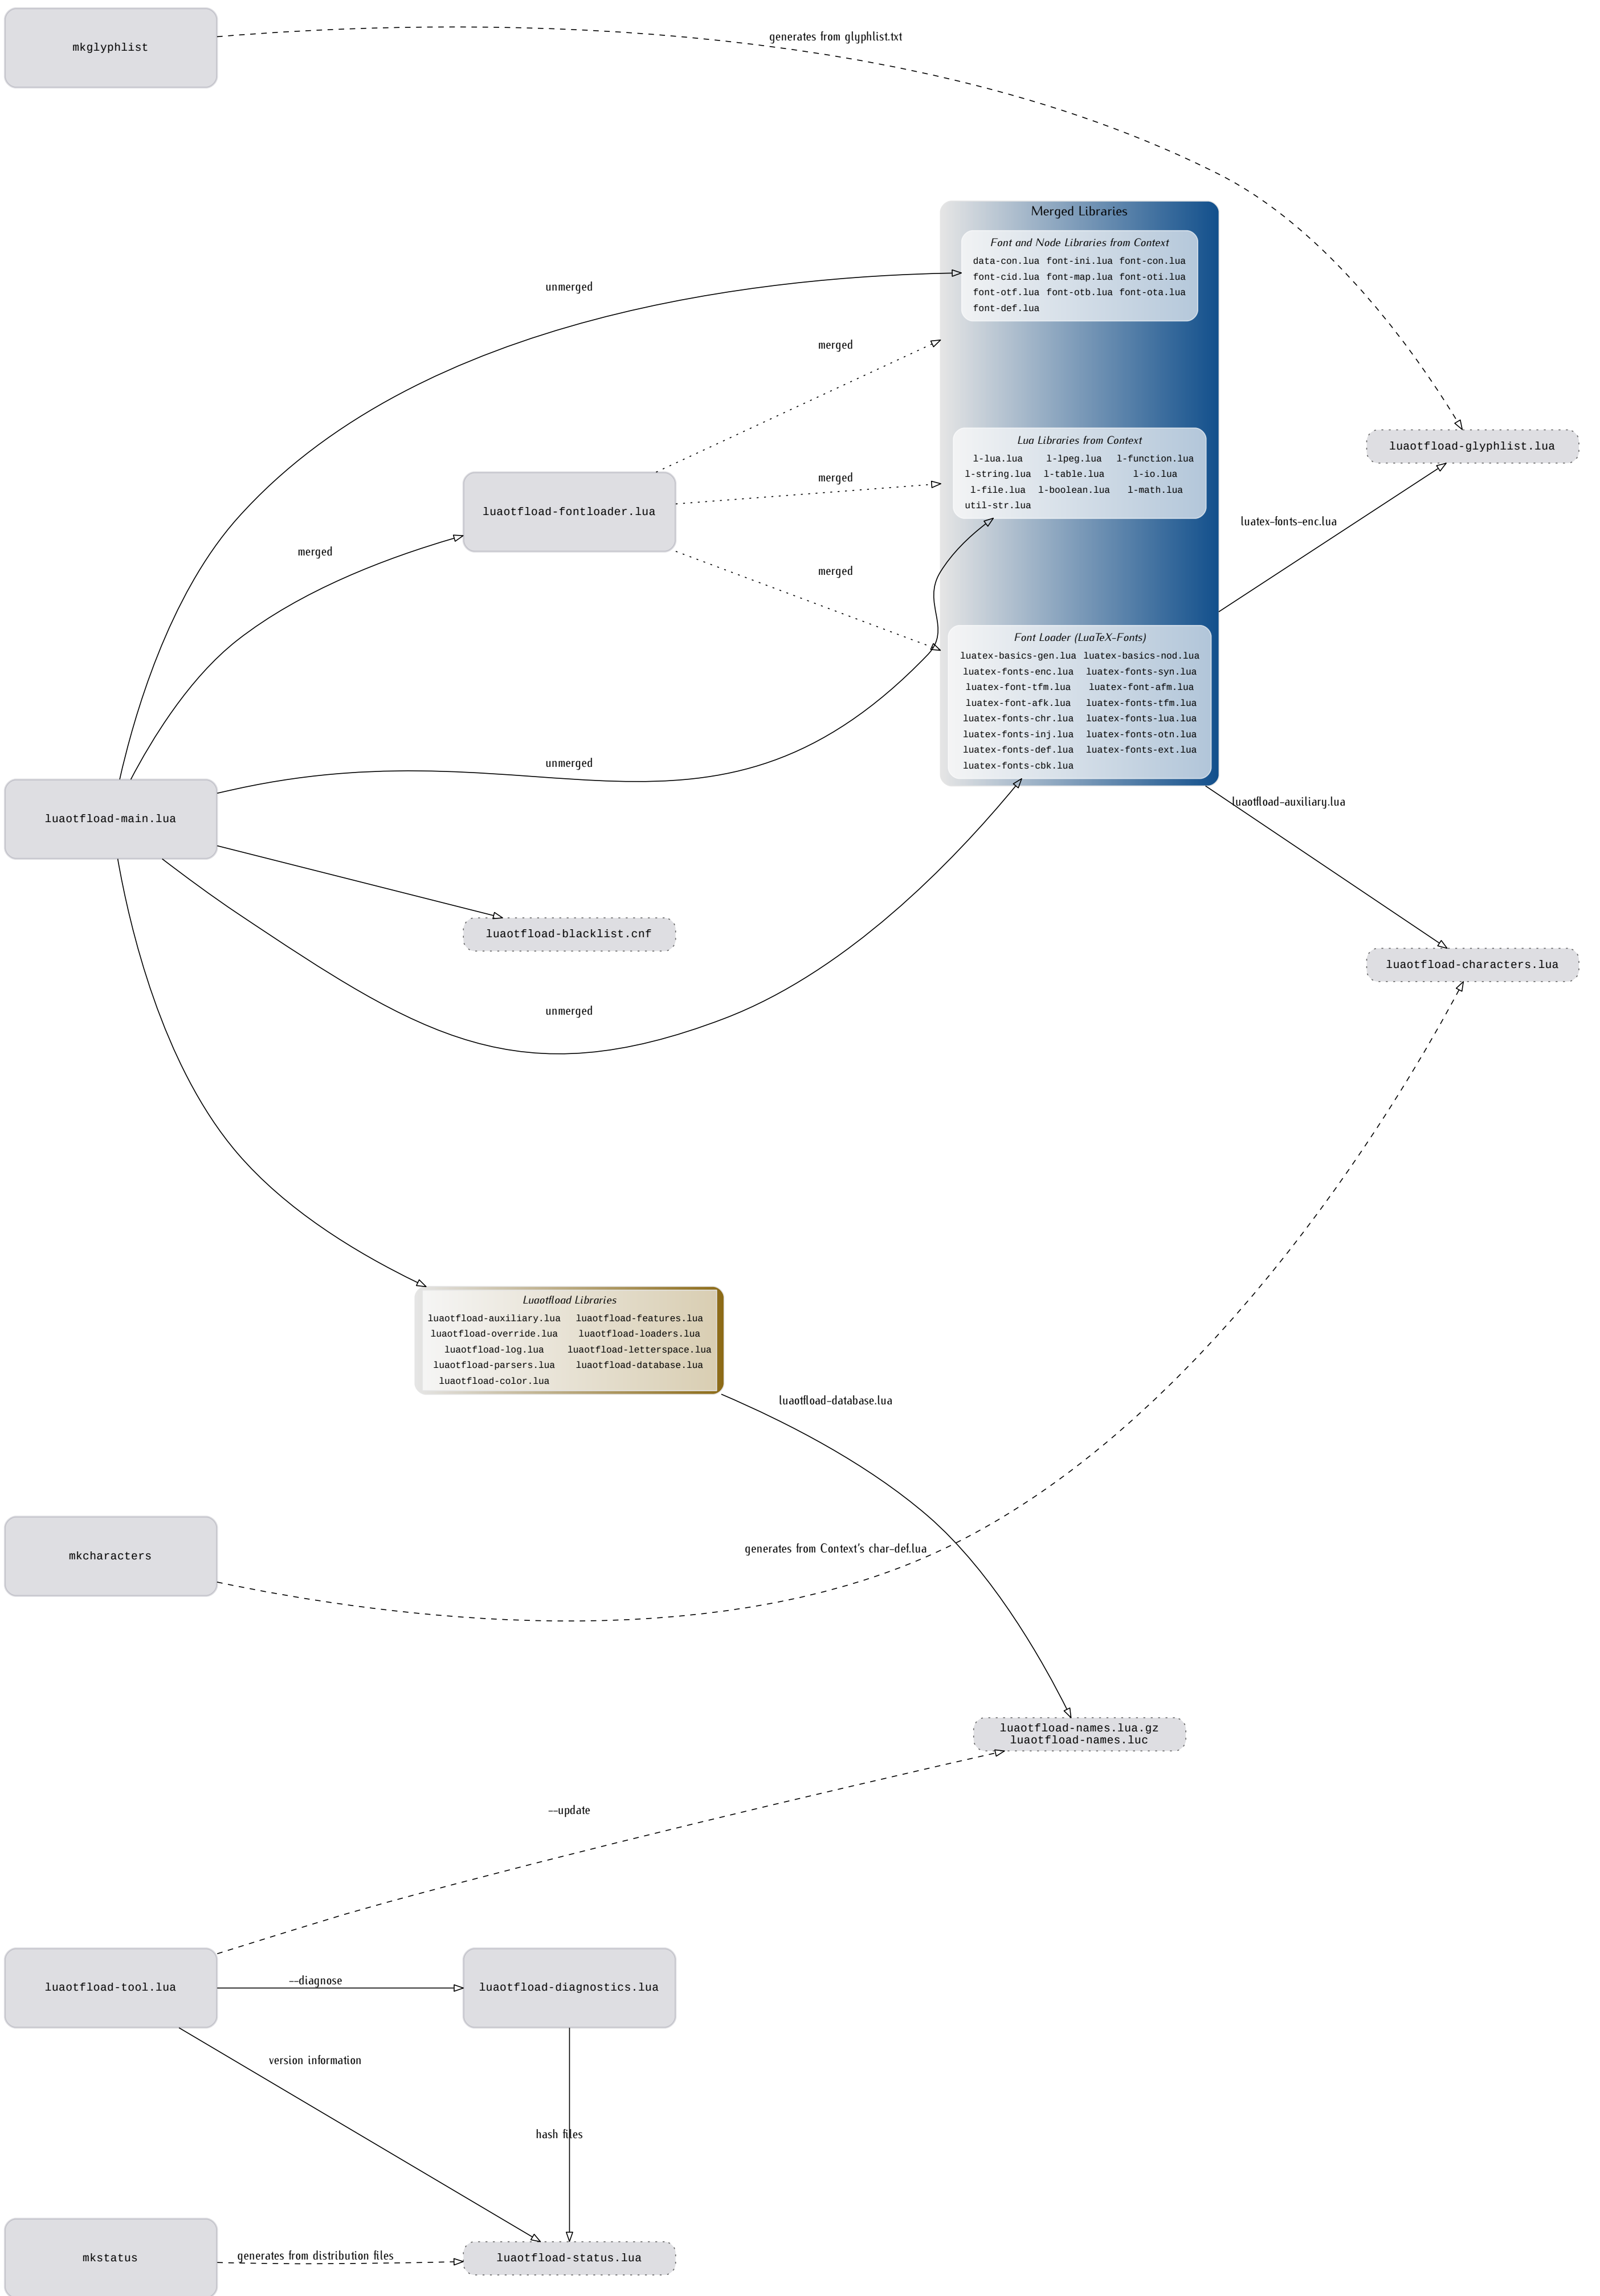 mkglyphlist
generates from glyphlist.txt
Merged Libraries
Font and Node Libraries from Context
data-con.lua font-ini.lua font-con.lua
font-cid.lua font-map.lua font-oti.lua
font-otf.lua font-otb.lua font-ota.lua
font-def.lua
unmerged
merged
Lua Libraries from Context
l-lua.lua l-lpeg.lua l-function.lua
l-string.lua l-table.lua l-io.lua
l-file.lua l-boolean.lua l-math.lua
util-str.lua
luaotfload-glyphlist.lua
merged
luaotfload-fontloader.lua
luatex-fonts-enc.lua
merged
merged
Font Loader (LuaTeX-Fonts)
luatex-basics-gen.lua luatex-basics-nod.lua
luatex-fonts-enc.lua luatex-fonts-syn.lua
luatex-font-tfm.lua luatex-font-afm.lua
luatex-font-afk.lua luatex-fonts-tfm.lua
luatex-fonts-chr.lua luatex-fonts-lua.lua
luatex-fonts-inj.lua luatex-fonts-otn.lua
luatex-fonts-def.lua luatex-fonts-ext.lua
luatex-fonts-cbk.lua
unmerged
luaotfload-auxiliary.lua
luaotfload-main.lua
luaotfload-blacklist.cnf
luaotfload-characters.lua
unmerged
Luaotfload Libraries
luaotfload-auxiliary.lua luaotfload-features.lua
luaotfload-override.lua luaotfload-loaders.lua
luaotfload-log.lua luaotfload-letterspace.lua
luaotfload-parsers.lua luaotfload-database.lua
luaotfload-color.lua
luaotfload-database.lua
mkcharacters
generates from Context's char-def.lua
luaotfload-names.lua.gz
luaotfload-names.luc
--update
luaotfload-tool.lua
--diagnose
luaotfload-diagnostics.lua
version information
hash files
mkstatus
generates from distribution files
luaotfload-status.lua